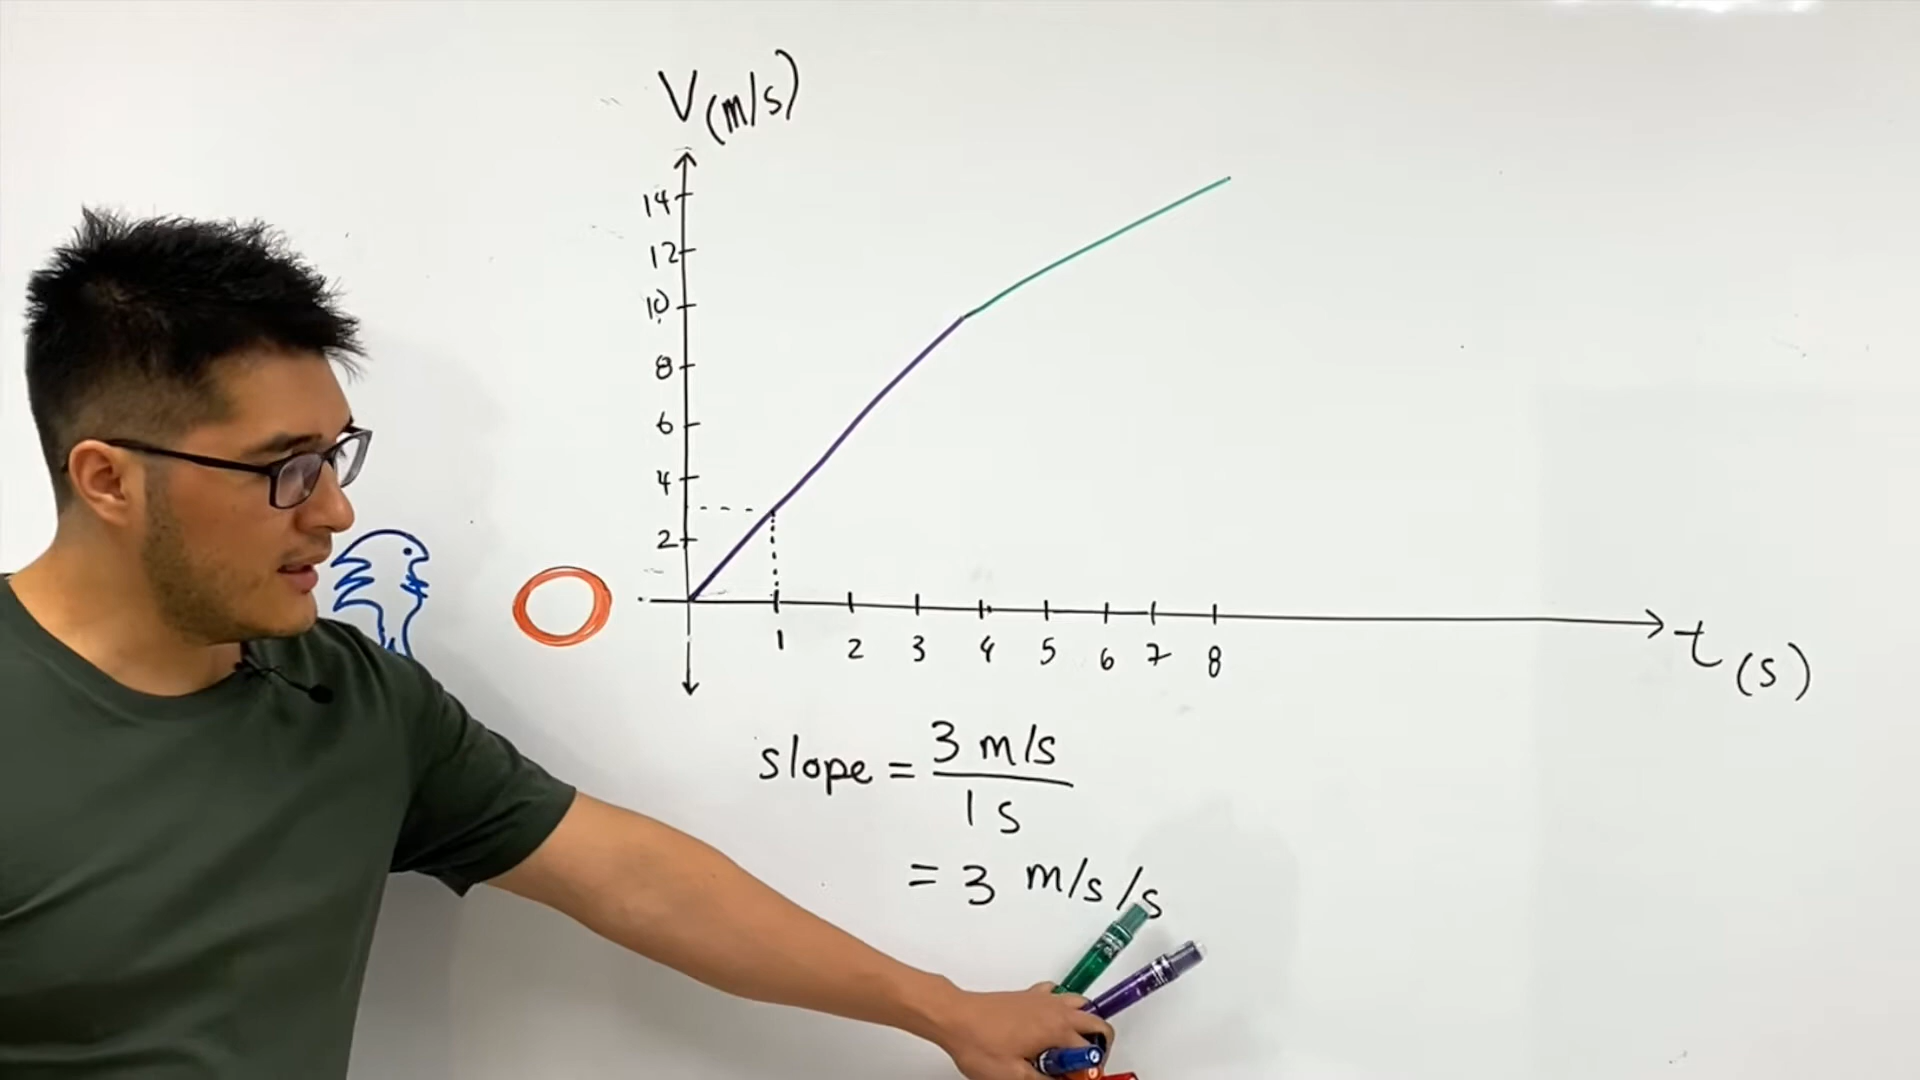 V(m/s)
14
12
10
8
6
4
2
1 2 3 4 5 6 7 8
t(s)
slope = 3 m/s
1 s
= 3 m/s/s